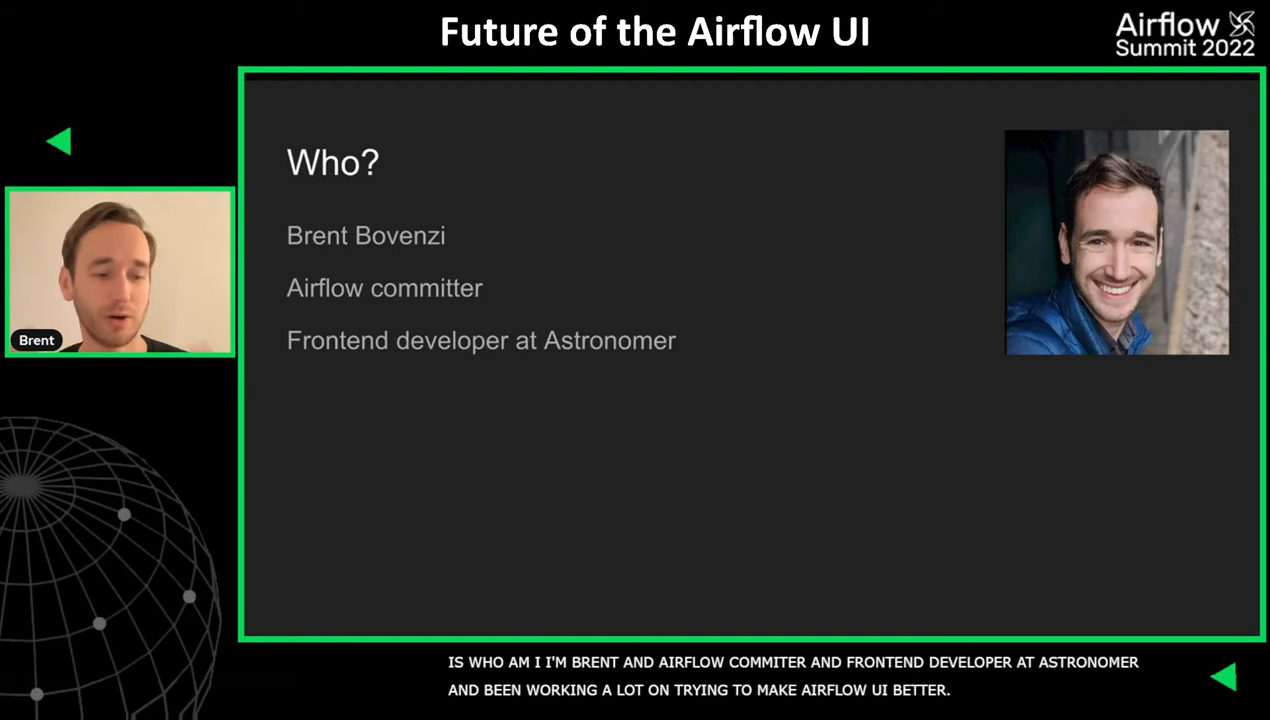 Future of the Airflow UI
Airflow
Summit 2022
Who?
Brent Bovenzi
Airflow committer
Frontend developer at Astronomer
Brent
IS WHO AM I I'M BRENT AND AIRFLOW COMMITER AND FRONTEND DEVELOPER AT ASTRONOMER
AND BEEN WORKING A LOT ON TRYING TO MAKE AIRFLOW UI BETTER.